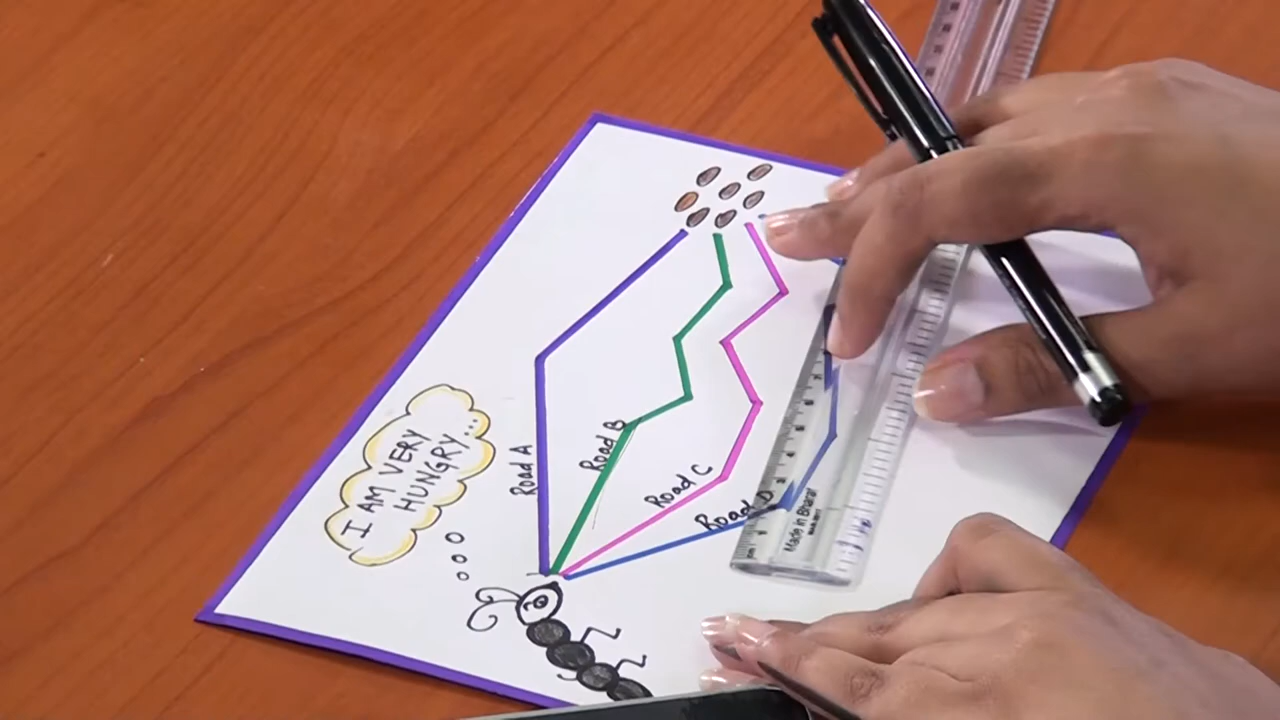 I AM VERY
HUNGRY...
Road A
Road B
Road C
Road D
Made in Bharat